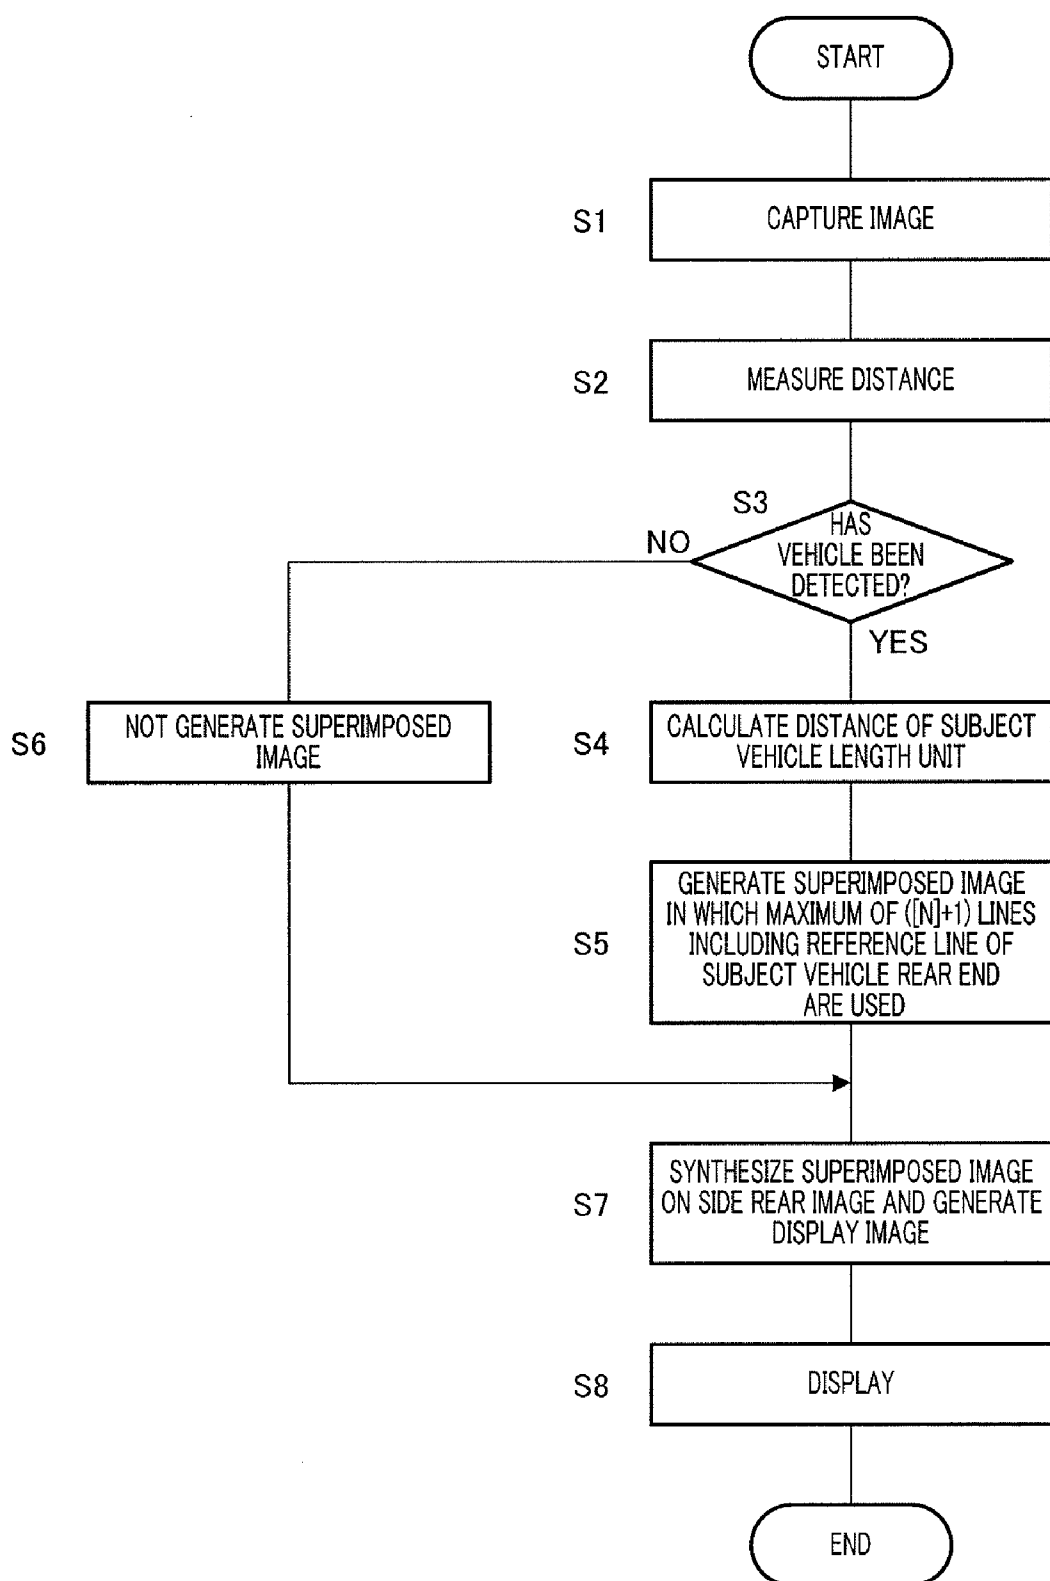 START
S1
CAPTURE IMAGE
S2
MEASURE DISTANCE
S3
HAS
VEHICLE BEEN
DETECTED?
NO
YES
S6
NOT GENERATE SUPERIMPOSED
IMAGE
S4
CALCULATE DISTANCE OF SUBJECT
VEHICLE LENGTH UNIT
S5
GENERATE SUPERIMPOSED IMAGE
IN WHICH MAXIMUM OF ([N]+1) LINES
INCLUDING REFERENCE LINE OF
SUBJECT VEHICLE REAR END
ARE USED
S7
SYNTHESIZE SUPERIMPOSED IMAGE
ON SIDE REAR IMAGE AND GENERATE
DISPLAY IMAGE
S8
DISPLAY
END